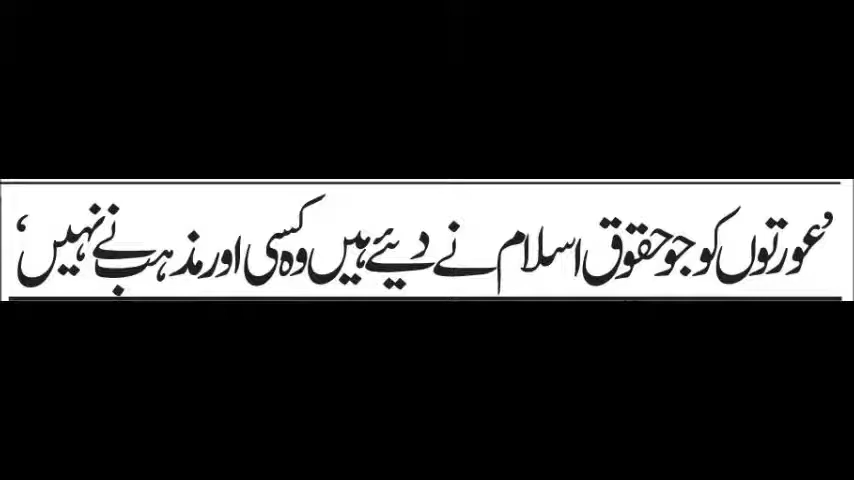 ’عورتوں کو جو حقوق اسلام نے دیئے ہیں وہ کسی اور مذہب نے نہیں‘